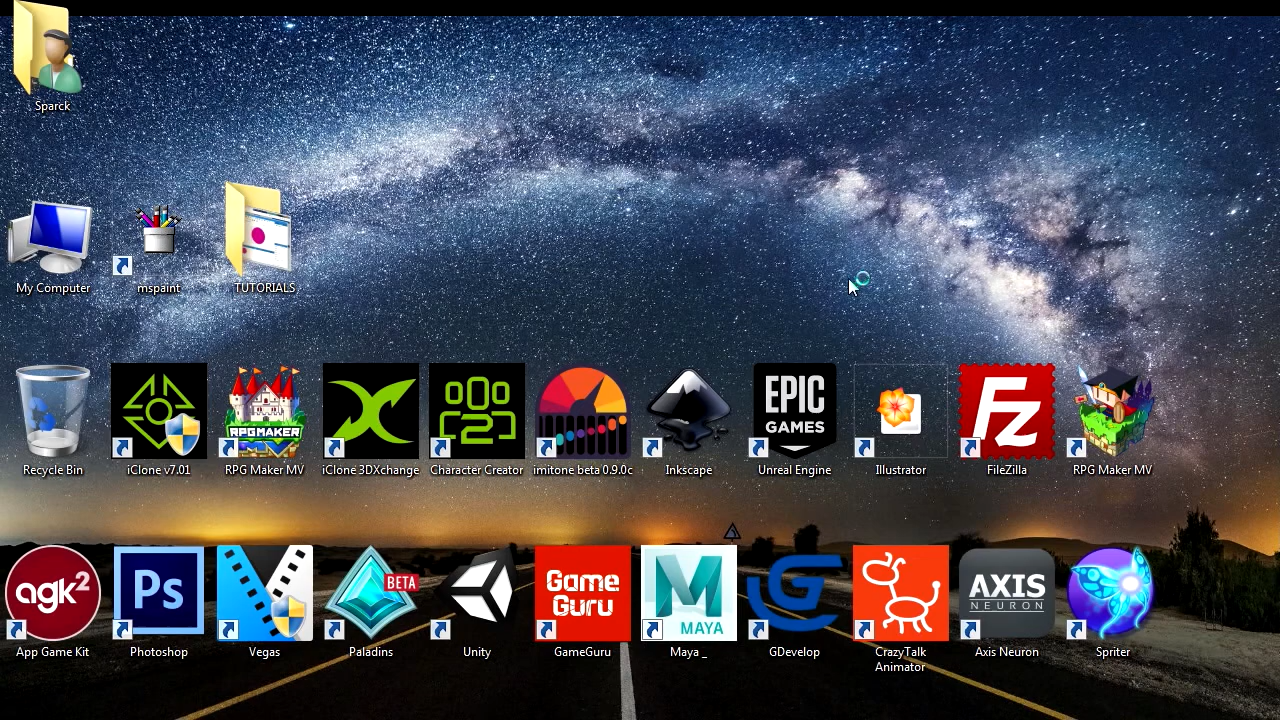 Sparck
My Computer
mspaint
TUTORIALS
RPG MAKER
EPIC
GAMES
Fz
Recycle Bin
iClone v7.01
RPG Maker MV
iClone 3DXchange
Character Creator
imitone beta 0.9.0c
Inkscape
Unreal Engine
Illustrator
FileZilla
RPG Maker MV
agk2
Ps
BETA
Game
Guru
M
MAYA
G
AXIS
NEURON
App Game Kit
Photoshop
Vegas
Paladins
Unity
GameGuru
Maya _
GDevelop
CrazyTalk
Animator
Axis Neuron
Spriter